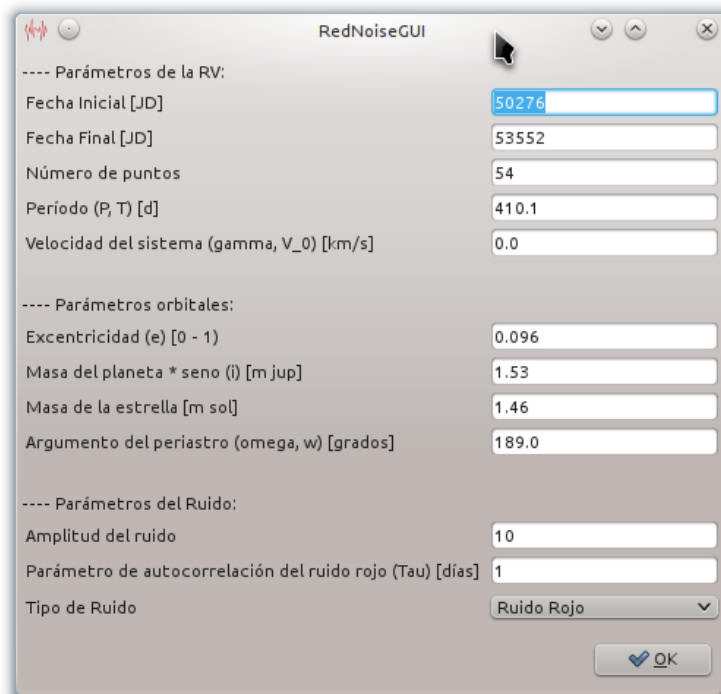 RedNoiseGUI
---- Parámetros de la RV:
Fecha Inicial [JD] 50276
Fecha Final [JD] 53552
Número de puntos 54
Período (P, T) [d] 410.1
Velocidad del sistema (gamma, V_0) [km/s] 0.0
---- Parámetros orbitales:
Excentricidad (e) [0 - 1) 0.096
Masa del planeta * seno (i) [m jup] 1.53
Masa de la estrella [m sol] 1.46
Argumento del periastro (omega, w) [grados] 189.0
---- Parámetros del Ruido:
Amplitud del ruido 10
Parámetro de autocorrelación del ruido rojo (Tau) [días] 1
Tipo de Ruido Ruido Rojo
OK